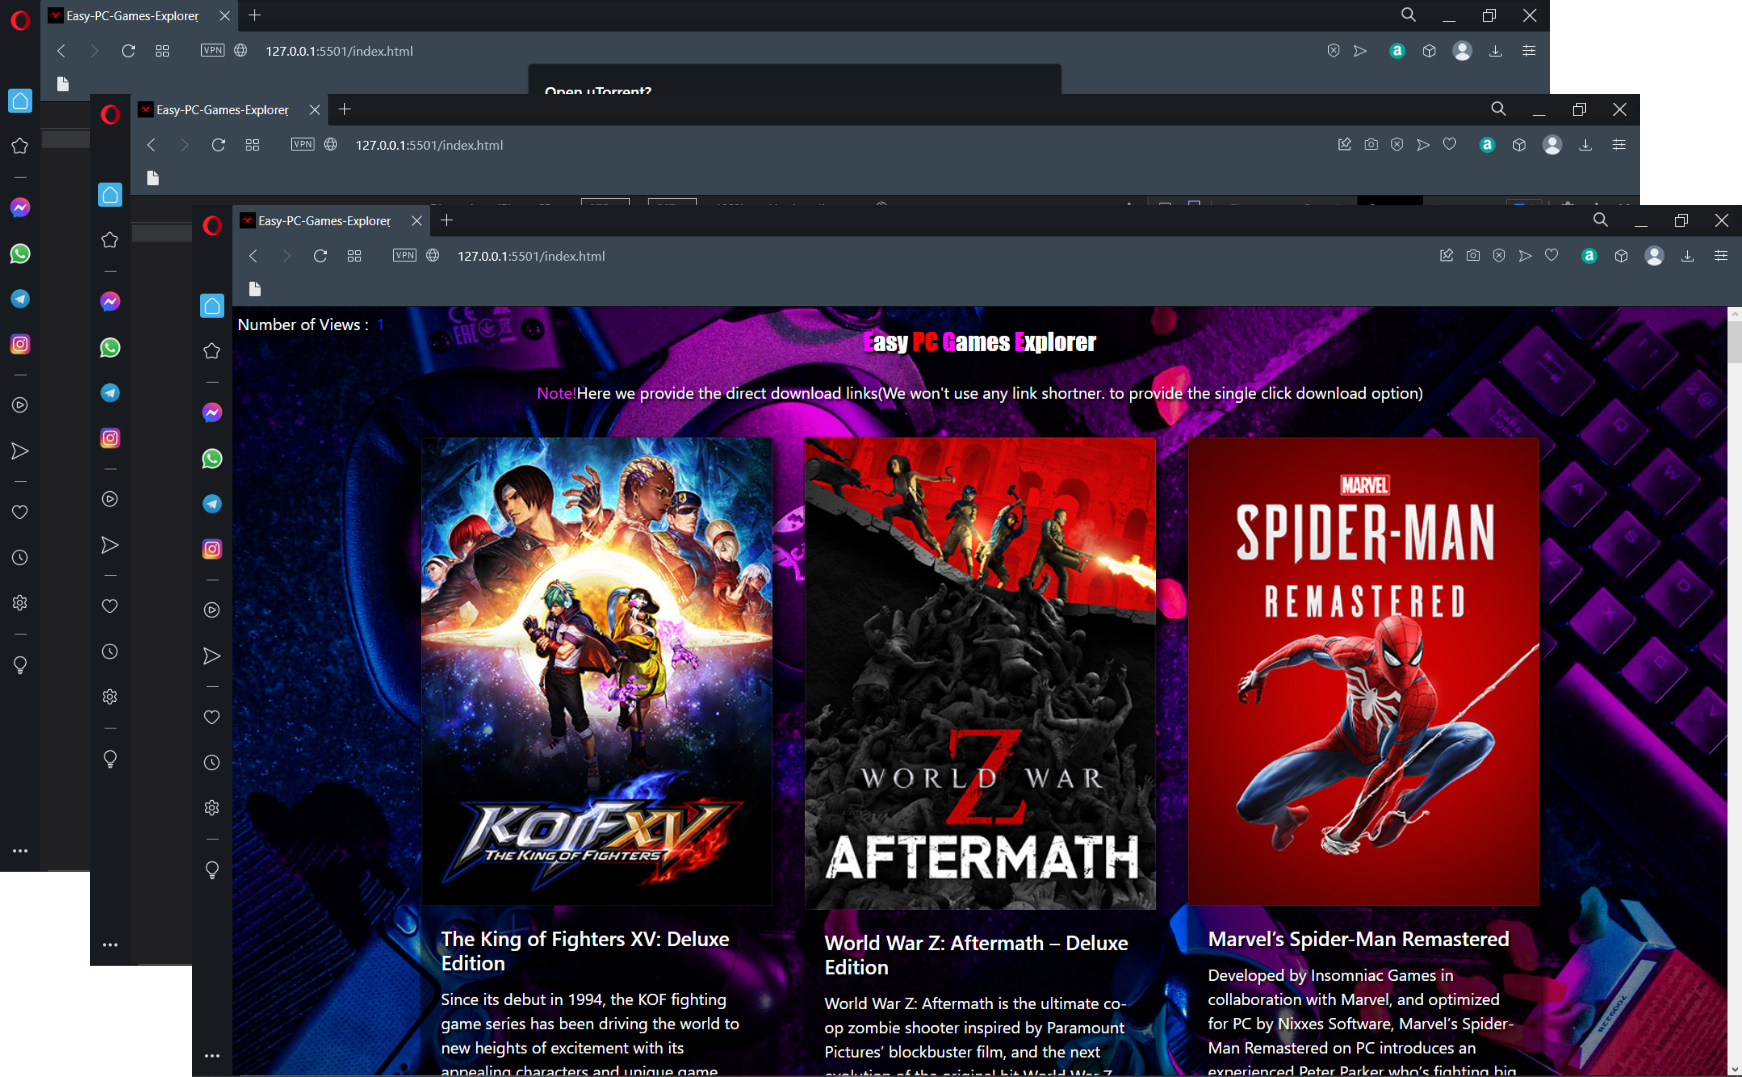 Easy-PC-Games-Explorer
VPN
127.0.0.1:5501/index.html
a
Open uTorrent?
Easy-PC-Games-Explorer
VPN
127.0.0.1:5501/index.html
a
Easy-PC-Games-Explorer
VPN
127.0.0.1:5501/index.html
a
Number of Views : 1
Easy PC Games Explorer
Note!Here we provide the direct download links(We won't use any link shortner. to provide the single click download option)
KOF XV
THE KING OF FIGHTERS
WORLD WAR
Z
AFTERMATH
MARVEL
SPIDER-MAN
REMASTERED
The King of Fighters XV: Deluxe
Edition
Since its debut in 1994, the KOF fighting
game series has been driving the world to
new heights of excitement with its
appealing characters and unique game
World War Z: Aftermath – Deluxe
Edition
World War Z: Aftermath is the ultimate co-
op zombie shooter inspired by Paramount
Pictures’ blockbuster film, and the next
evolution of the original hit World War Z
Marvel’s Spider-Man Remastered
Developed by Insomniac Games in
collaboration with Marvel, and optimized
for PC by Nixxes Software, Marvel’s Spider-
Man Remastered on PC introduces an
experienced Peter Parker who’s fighting big